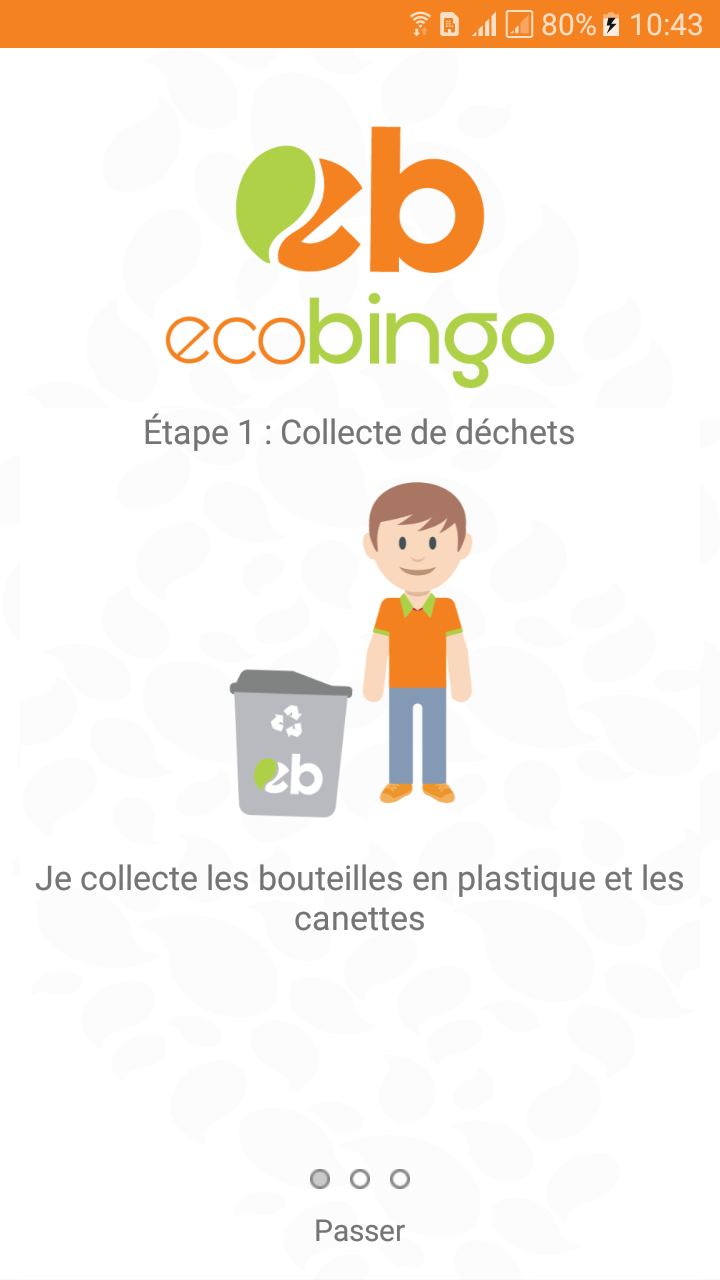 80% 10:43
eb
ecobingo
Étape 1 : Collecte de déchets
eb
Je collecte les bouteilles en plastique et les
canettes
Passer